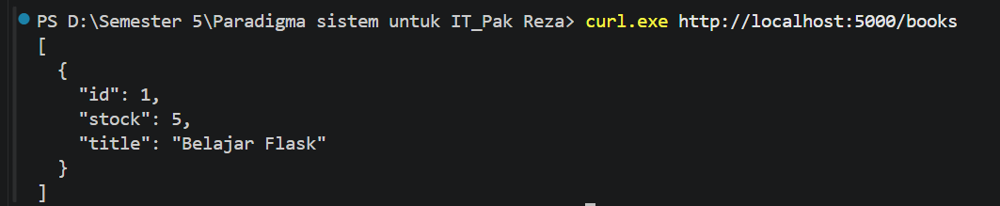 PS D:\Semester 5\Paradigma sistem untuk IT_Pak Reza> curl.exe http://localhost:5000/books
[
  {
    "id": 1,
    "stock": 5,
    "title": "Belajar Flask"
  }
]